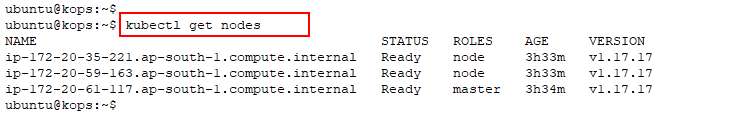 ubuntu@kops:~$
ubuntu@kops:~$ kubectl get nodes
NAME STATUS ROLES AGE VERSION
ip-172-20-35-221.ap-south-1.compute.internal Ready node 3h33m v1.17.17
ip-172-20-59-163.ap-south-1.compute.internal Ready node 3h33m v1.17.17
ip-172-20-61-117.ap-south-1.compute.internal Ready master 3h34m v1.17.17
ubuntu@kops:~$